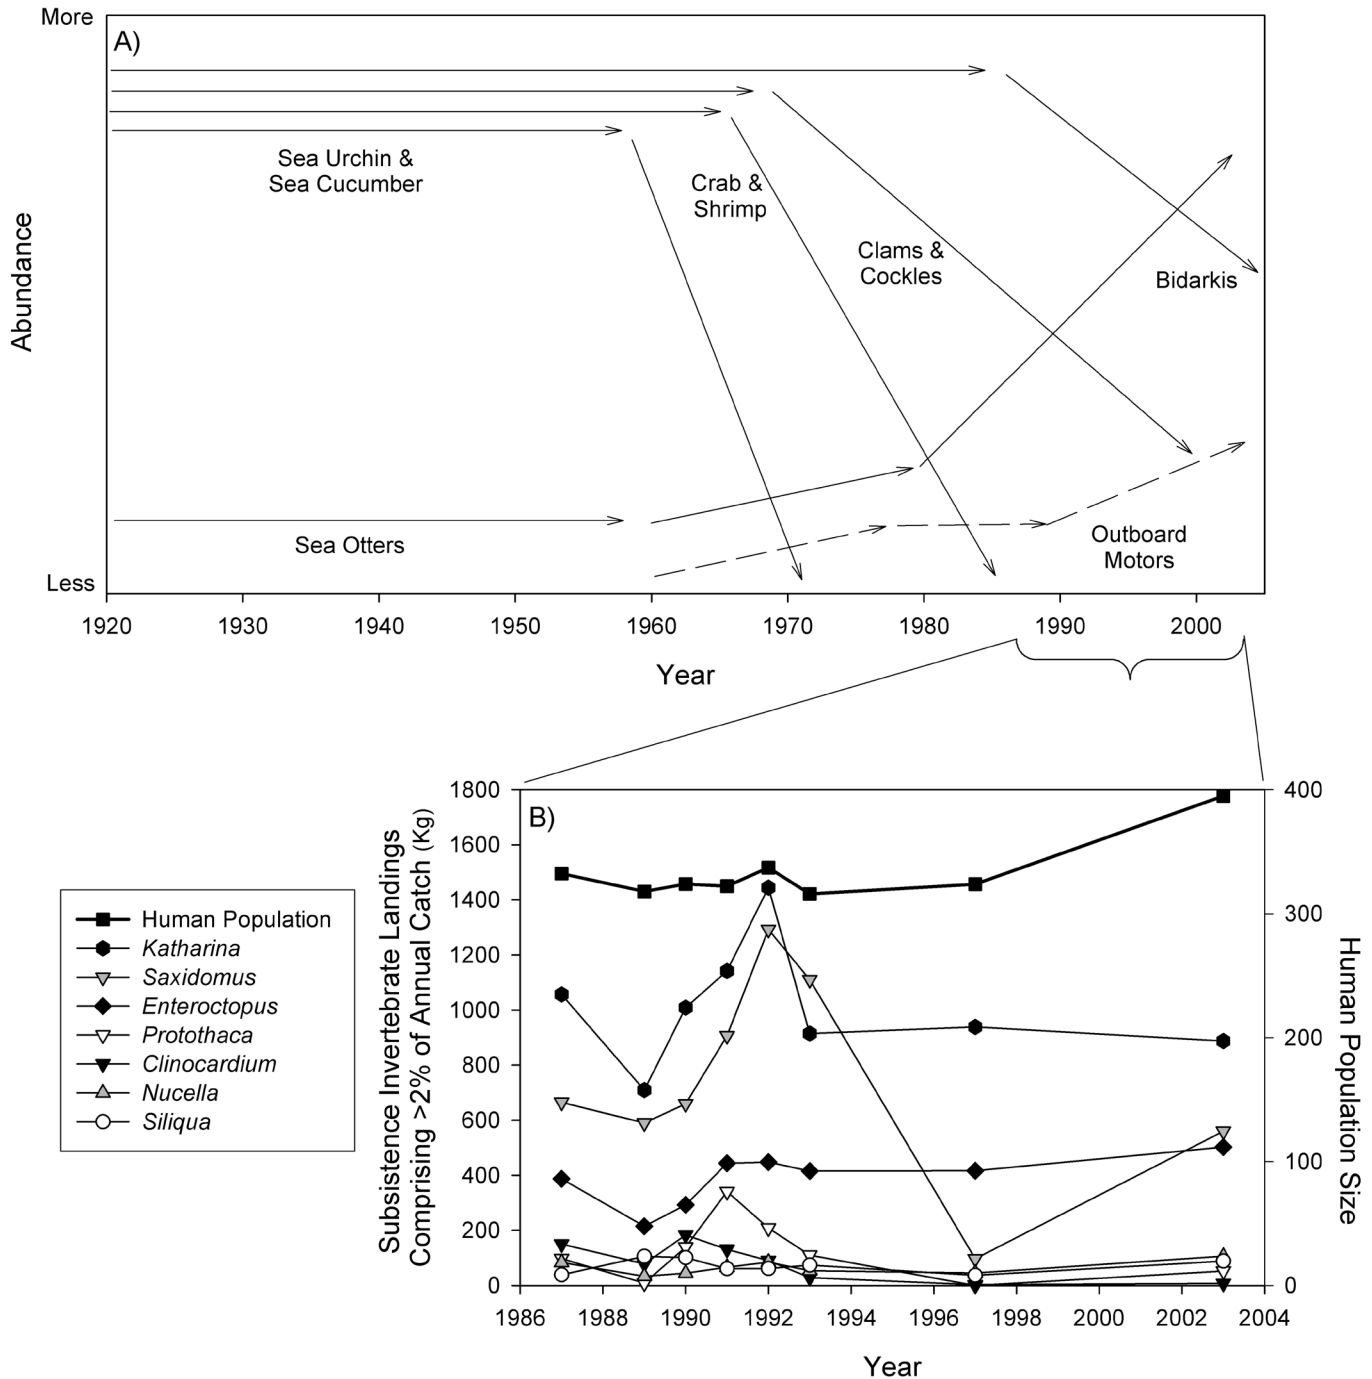 More
A)
Sea Urchin &
Sea Cucumber
Crab &
Shrimp
Clams &
Cockles
Bidarkis
Abundance
Sea Otters
Outboard
Motors
Less
1920 1930 1940 1950 1960 1970 1980 1990 2000
Year
B)
1800
1600
1400
1200
1000
800
600
400
200
0
Subsistence Invertebrate Landings
Comprising >2% of Annual Catch (Kg)
400
300
200
100
0
Human Population Size
Human Population
Katharina
Saxidomus
Enteroctopus
Protothaca
Clinocardium
Nucella
Siliqua
1986 1988 1990 1992 1994 1996 1998 2000 2002 2004
Year